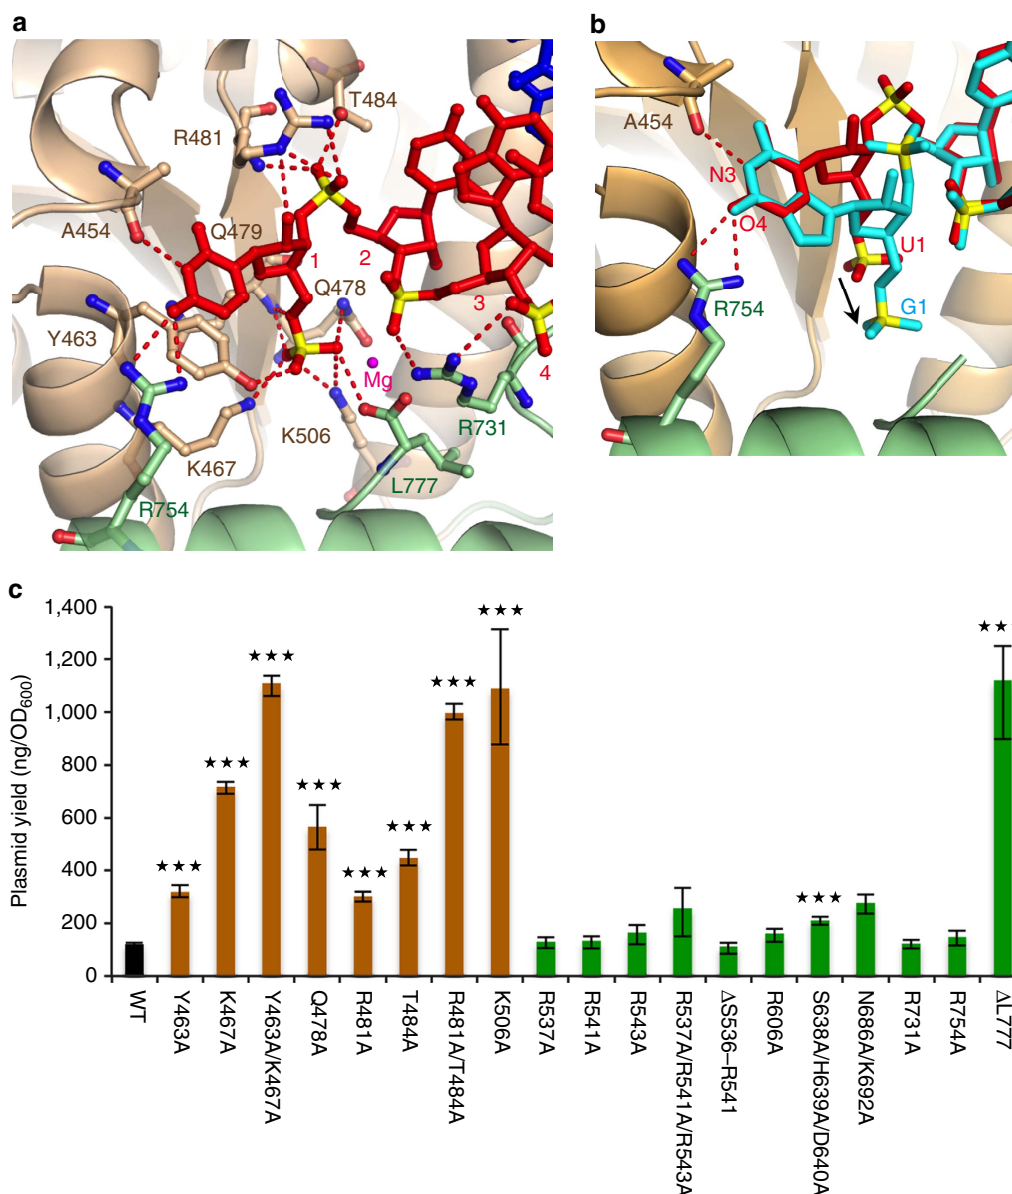 a
T484
R481
A454
Q479
1
2
Q478
3
Y463
Mg
4
R731
K506
K467
L777
R754
b
A454
N3
O4
U1
R754
G1
c
Plasmid yield (ng/OD600)
1,400
1,200
1,000
800
600
400
200
0
★★★
★★★
★★★
★★★
★★★
★★★
★★★
★★★
★★★
★★
WT
Y463A
K467A
Y463A/K467A
Q478A
R481A
T484A
R481A/T484A
K506A
R537A
R541A
R543A
R537A/R541A/R543A
ΔS536–R541
R606A
S638A/H639A/D640A
N686A/K692A
R731A
R754A
ΔL777